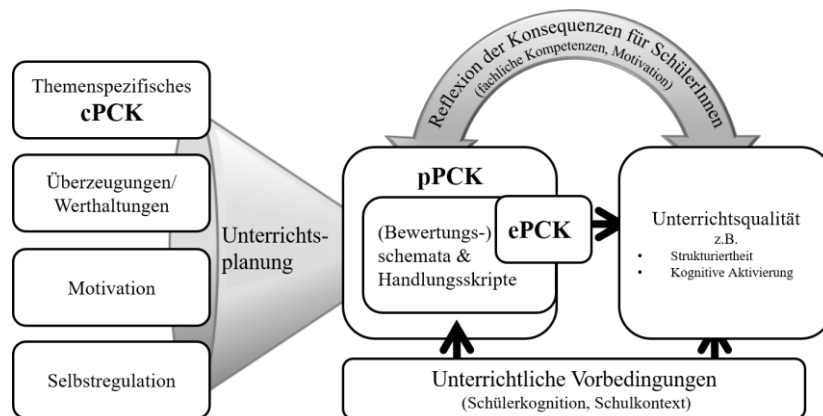 Themenspezifisches
cPCK
Überzeugungen/
Werthaltungen
Motivation
Selbstregulation
Unterrichts-
planung
Reflexion der Konsequenzen für SchülerInnen
(fachliche Kompetenzen, Motivation)
pPCK
(Bewertungs-)
schemata &
Handlungsskripte
ePCK
Unterrichtsqualität
z.B.
• Strukturiertheit
• Kognitive Aktivierung
Unterrichtliche Vorbedingungen
(Schülerkognition, Schulkontext)